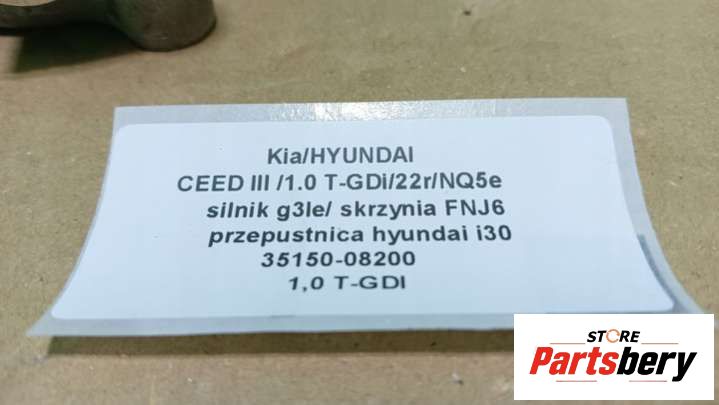 Kia/HYUNDAI
CEED III /1.0 T-GDi/22r/NQ5e
silnik g3le/ skrzynia FNJ6
przepustnica hyundai i30
35150-08200
1,0 T-GDI
STORE
Partsbery